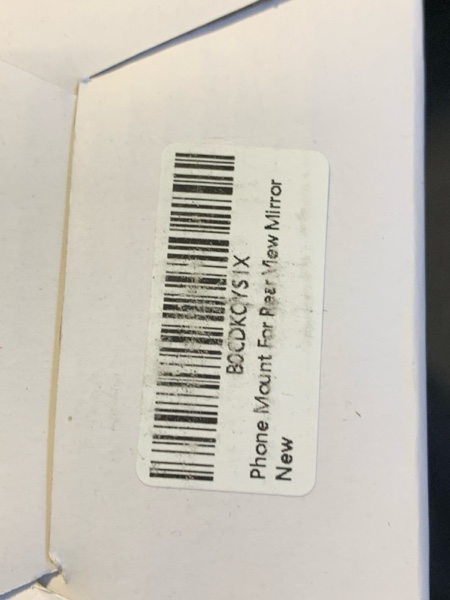 B0CDKCYS1X
Phone Mount For Rear View Mirror
New